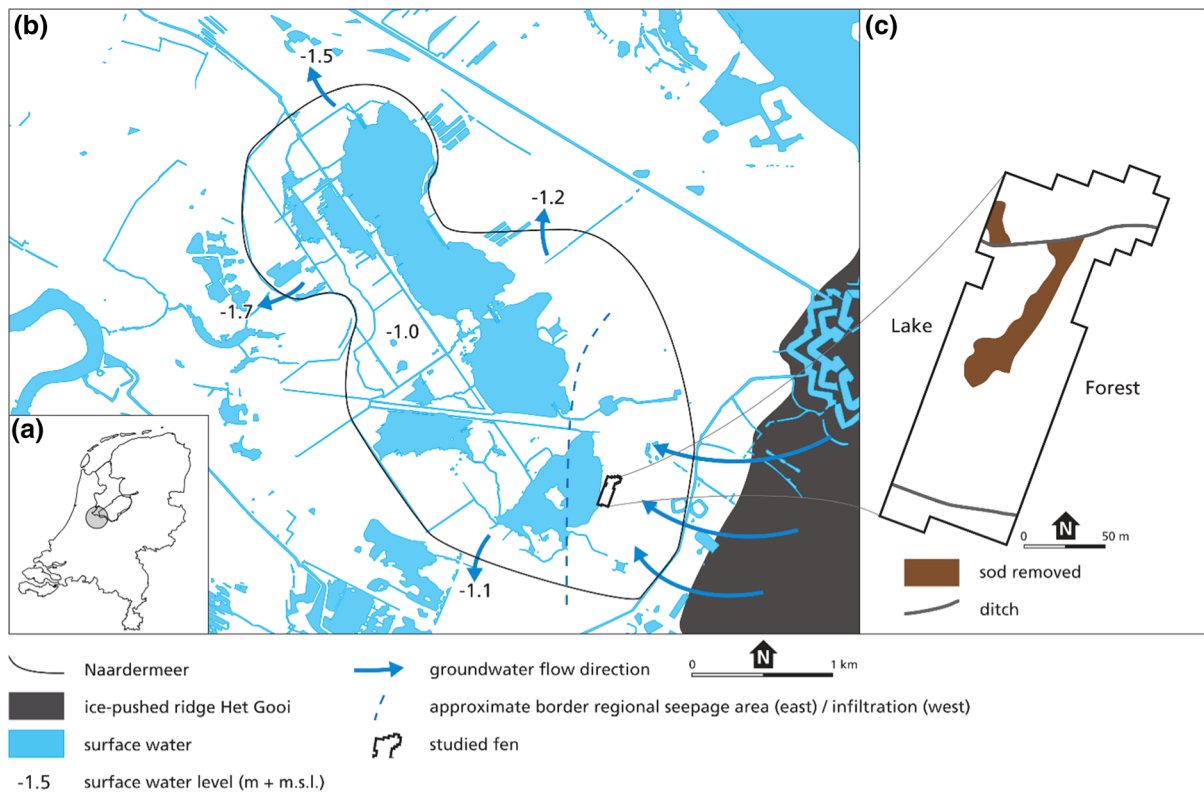 (b)
-1.5
-1.2
-1.7
-1.0
-1.1
(a)
(c)
Lake
Forest
N
0 50 m
sod removed
ditch
Naardermeer
ice-pushed ridge Het Gooi
surface water
-1.5 surface water level (m + m.s.l.)
groundwater flow direction
approximate border regional seepage area (east) / infiltration (west)
studied fen
N
0 1 km